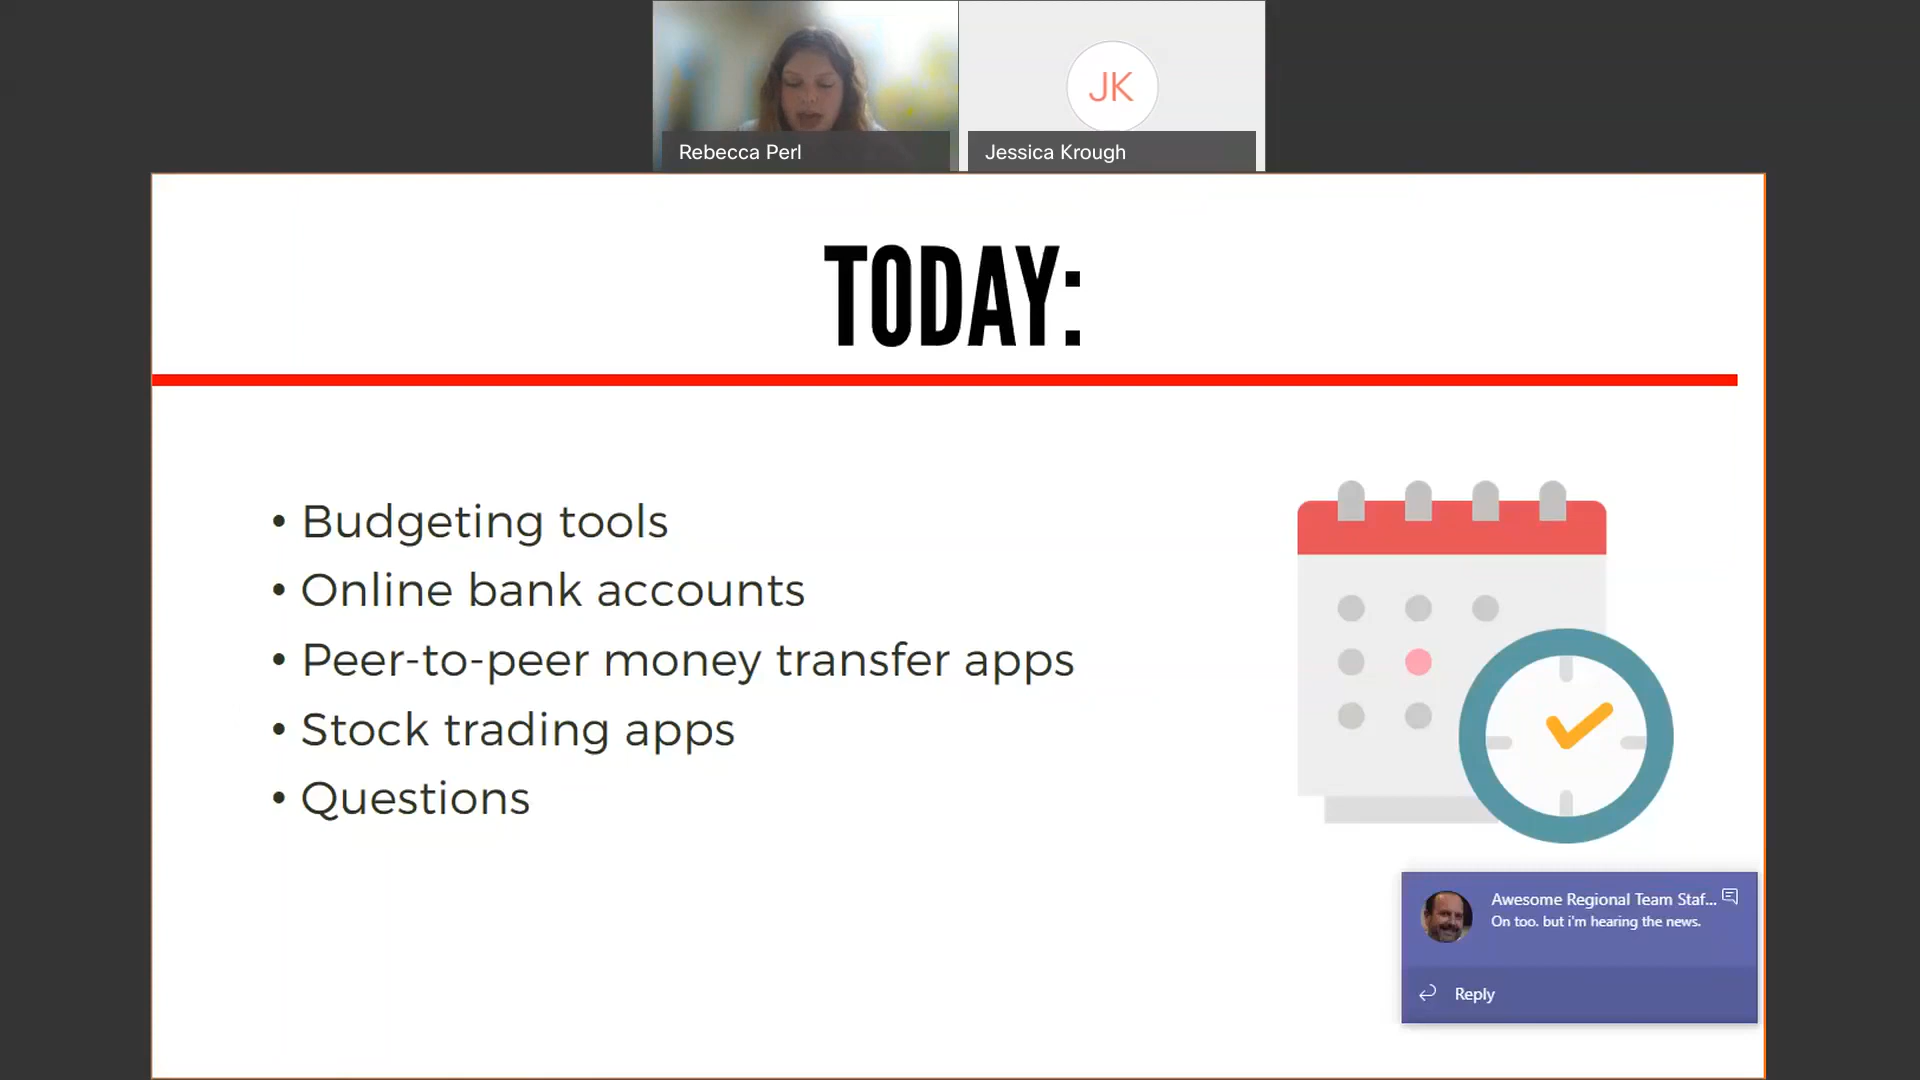 Rebecca Perl
JK
Jessica Krough
TODAY:
• Budgeting tools
• Online bank accounts
• Peer-to-peer money transfer apps
• Stock trading apps
• Questions
Awesome Regional Team Staf...
On too. but i'm hearing the news.
Reply